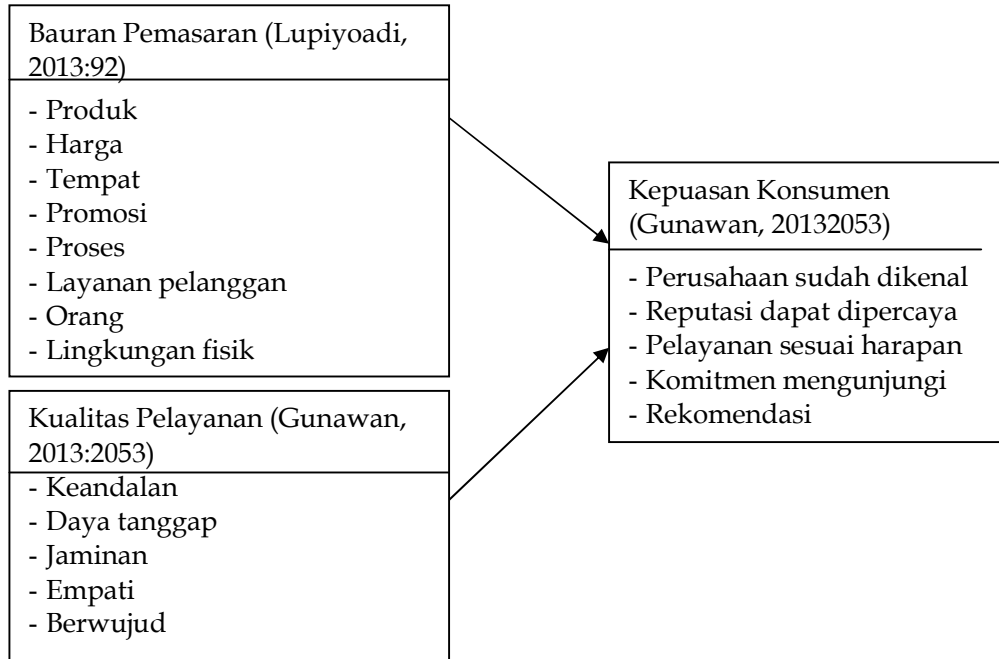 Bauran Pemasaran (Lupiyoadi,
2013:92)
- Produk
- Harga
- Tempat
- Promosi
- Proses
- Layanan pelanggan
- Orang
- Lingkungan fisik
Kualitas Pelayanan (Gunawan,
2013:2053)
- Keandalan
- Daya tanggap
- Jaminan
- Empati
- Berwujud
Kepuasan Konsumen
(Gunawan, 20132053)
- Perusahaan sudah dikenal
- Reputasi dapat dipercaya
- Pelayanan sesuai harapan
- Komitmen mengunjungi
- Rekomendasi